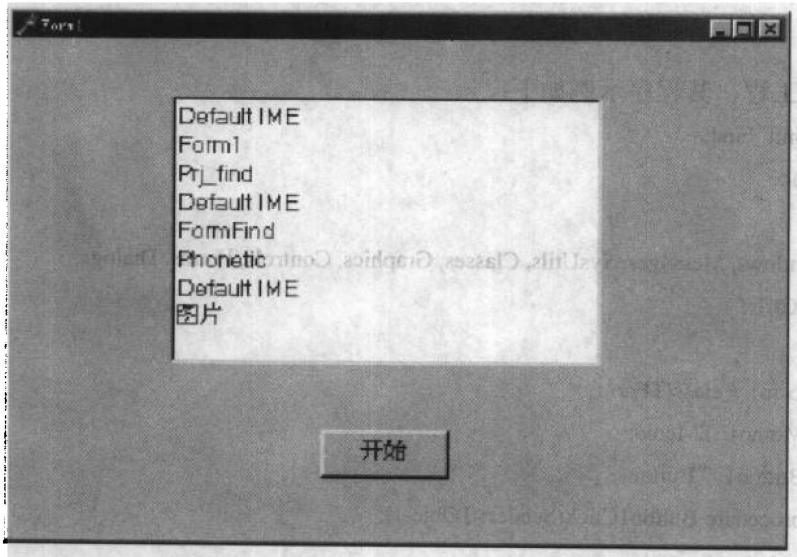 Form1
Default IME
Form1
Prj_find
Default IME
FormFind
Phonetic
Default IME
图片
开始